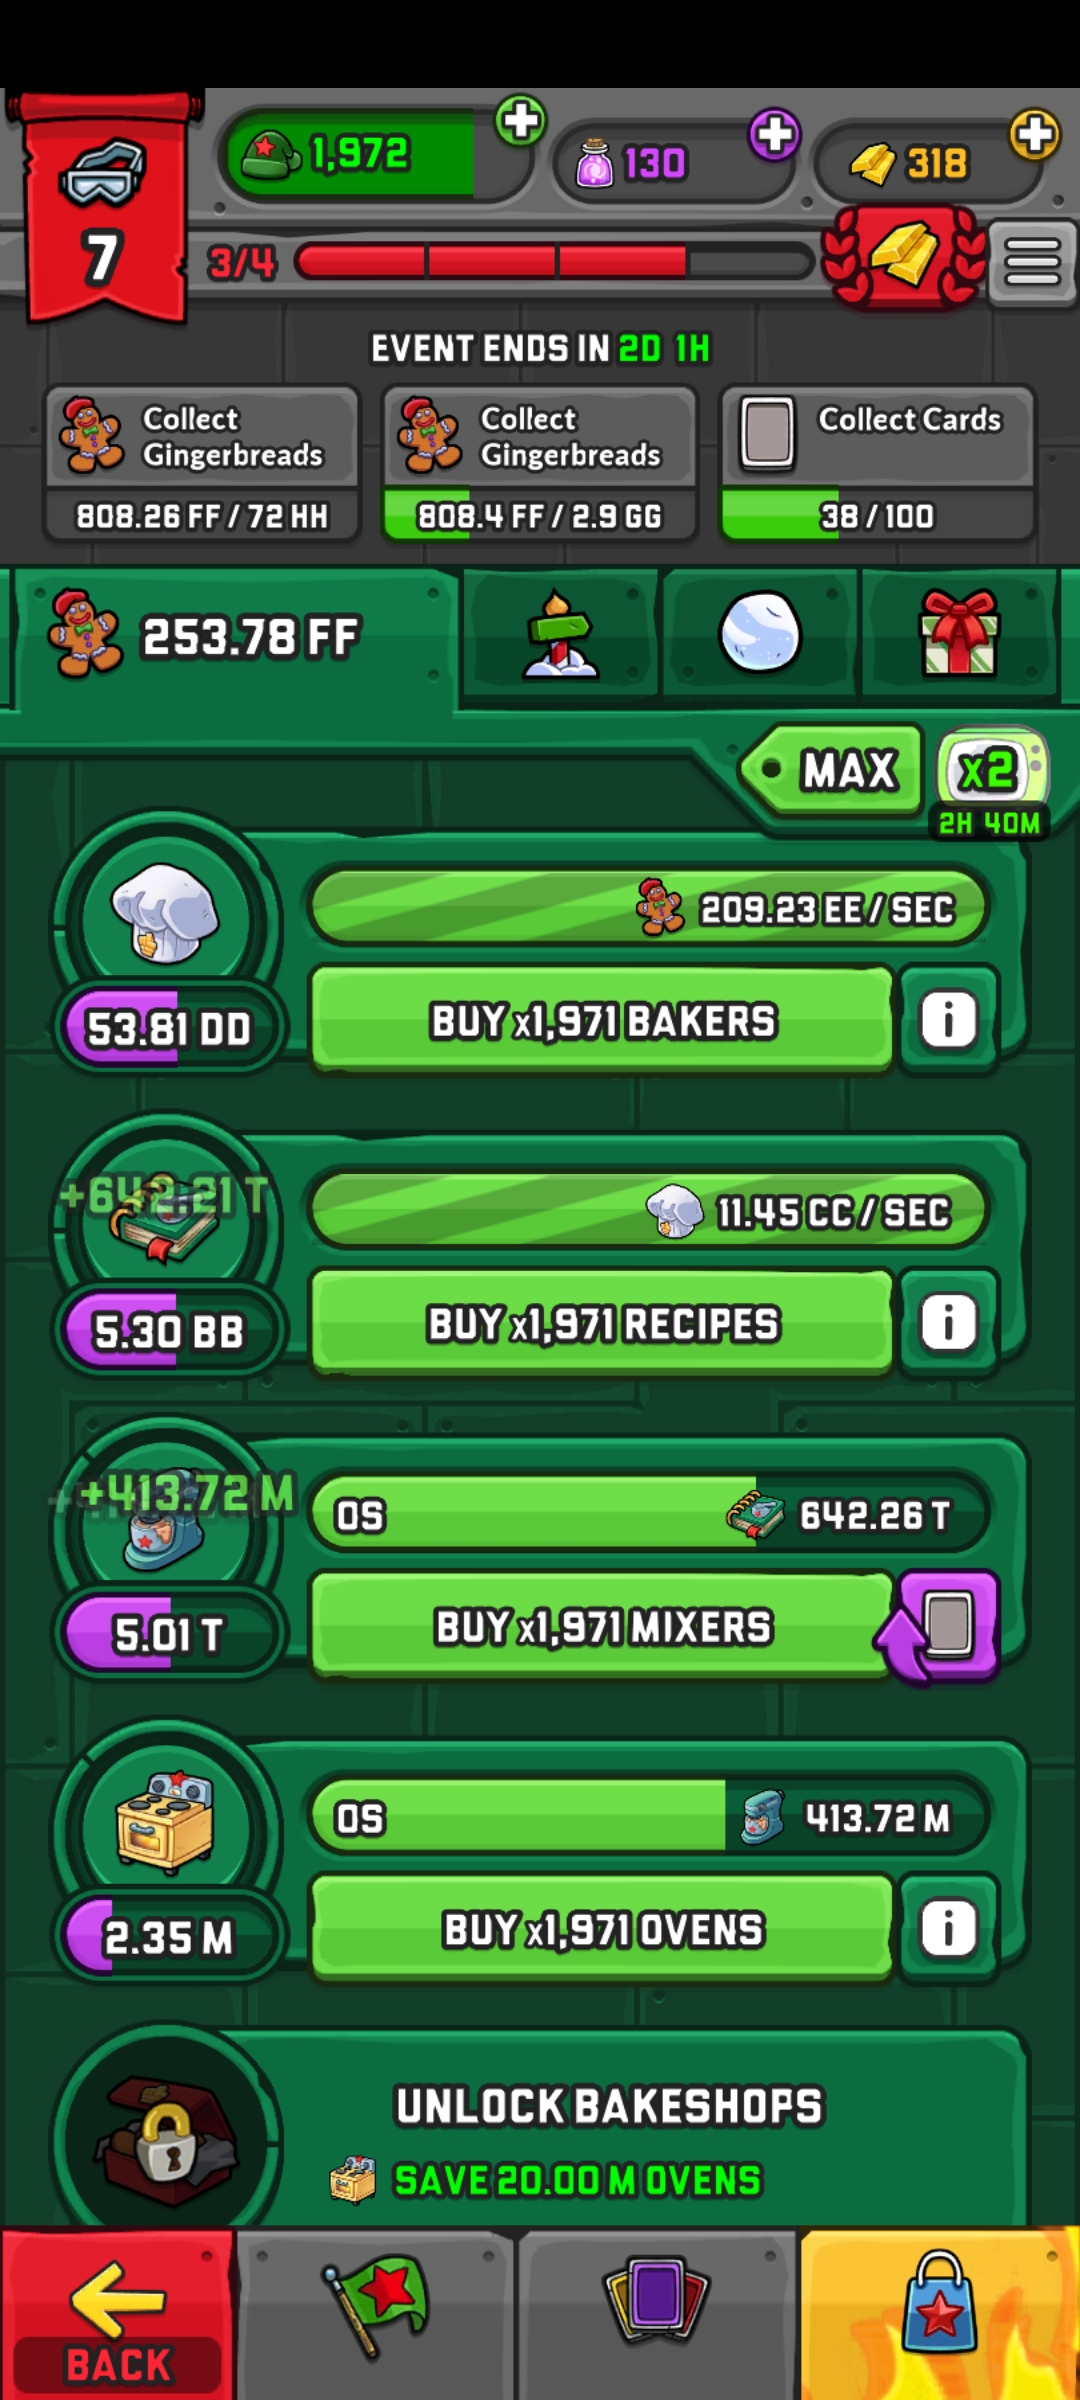 1,972
130
318
7
3/4
EVENT ENDS IN 2D 1H
Collect
Gingerbreads
808.26 FF / 72 HH
Collect
Gingerbreads
808.4 FF / 2.9 GG
Collect Cards
38 / 100
253.78 FF
MAX
x2
2H 40M
209.23 EE / SEC
53.81 DD
BUY x1,971 BAKERS
i
+642.21 T
11.45 CC / SEC
5.30 BB
BUY x1,971 RECIPES
i
+413.72 M
0S
642.26 T
5.01 T
BUY x1,971 MIXERS
0S
413.72 M
2.35 M
BUY x1,971 OVENS
i
UNLOCK BAKESHOPS
SAVE 20.00 M OVENS
BACK